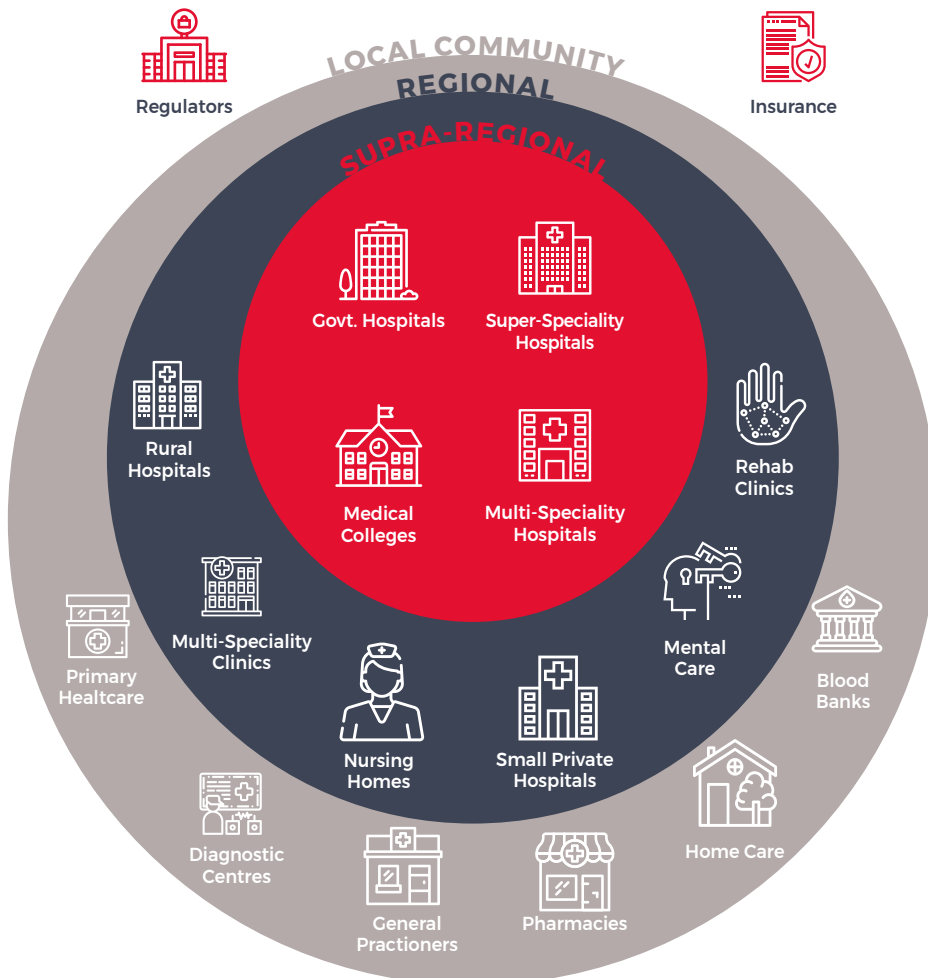 LOCAL COMMUNITY
REGIONAL
SUPRA-REGIONAL
Regulators
Insurance
Govt. Hospitals
Super-Speciality
Hospitals
Rural
Hospitals
Rehab
Clinics
Medical
Colleges
Multi-Speciality
Hospitals
Multi-Speciality
Clinics
Mental
Care
Primary
Healtcare
Blood
Banks
Nursing
Homes
Small Private
Hospitals
Diagnostic
Centres
Home Care
General
Practioners
Pharmacies